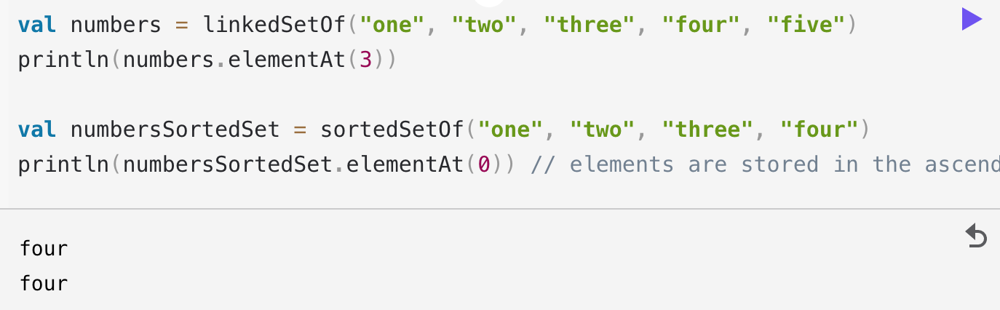 val numbers = linkedSetOf("one", "two", "three", "four", "five")
println(numbers.elementAt(3))
val numbersSortedSet = sortedSetOf("one", "two", "three", "four")
println(numbersSortedSet.elementAt(0)) // elements are stored in the ascend
four
four